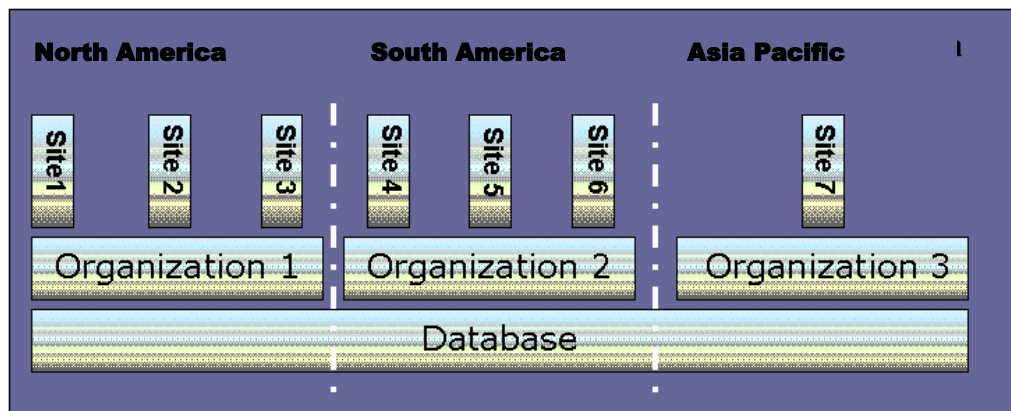 North America South America Asia Pacific
Site1 Site 2 Site 3 Site 4 Site 5 Site 6 Site 7
Organization 1 Organization 2 Organization 3
Database